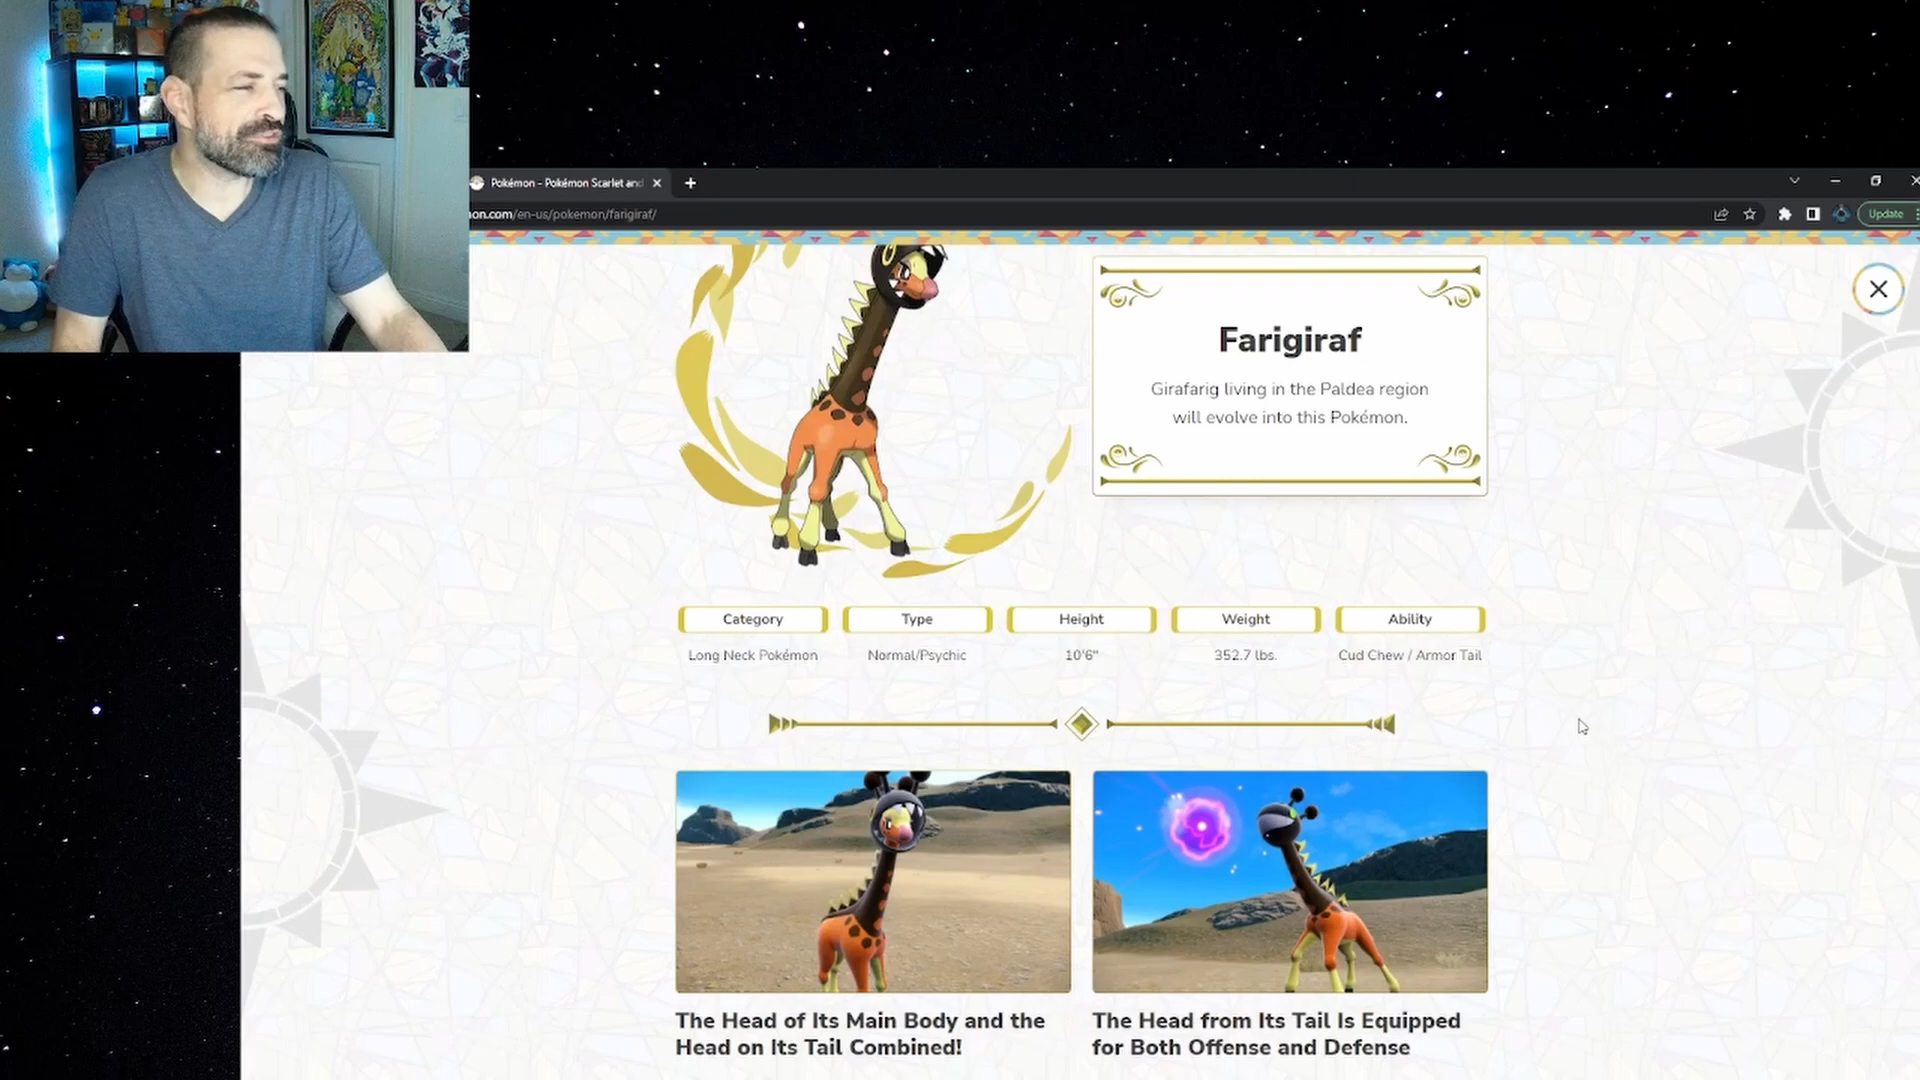 Pokémon - Pokémon Scarlet and
on.com/en-us/pokemon/farigiraf/
Update
Farigiraf
Girafarig living in the Paldea region
will evolve into this Pokémon.
Category
Type
Height
Weight
Ability
Long Neck Pokémon
Normal/Psychic
10'6"
352.7 lbs.
Cud Chew / Armor Tail
The Head of Its Main Body and the
Head on Its Tail Combined!
The Head from Its Tail Is Equipped
for Both Offense and Defense